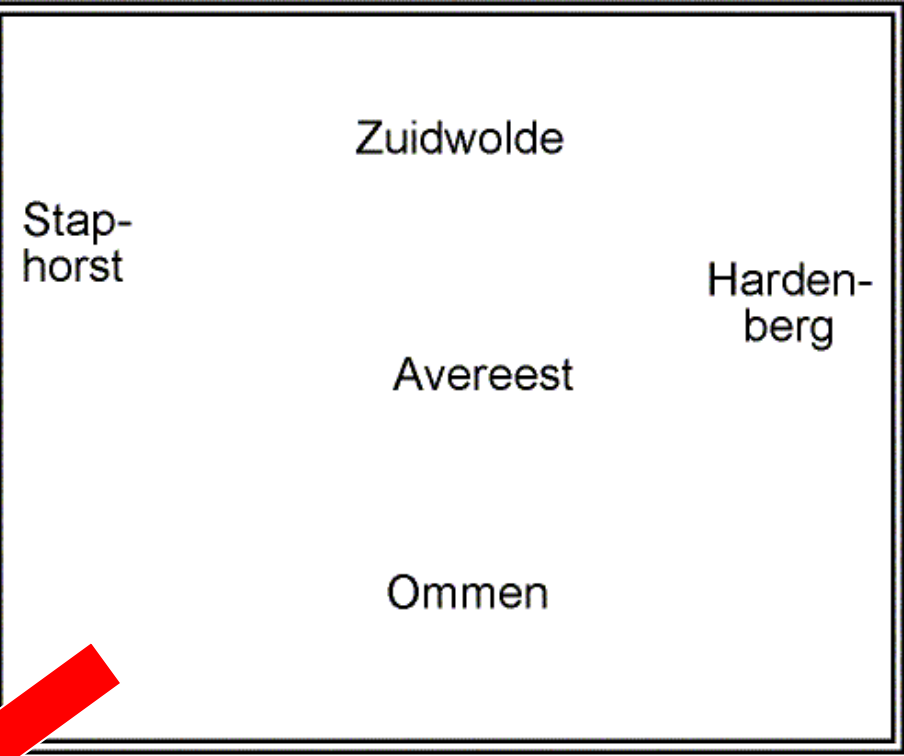 Zuidwolde
Stap-
horst
Harden-
berg
Avereest
Ommen